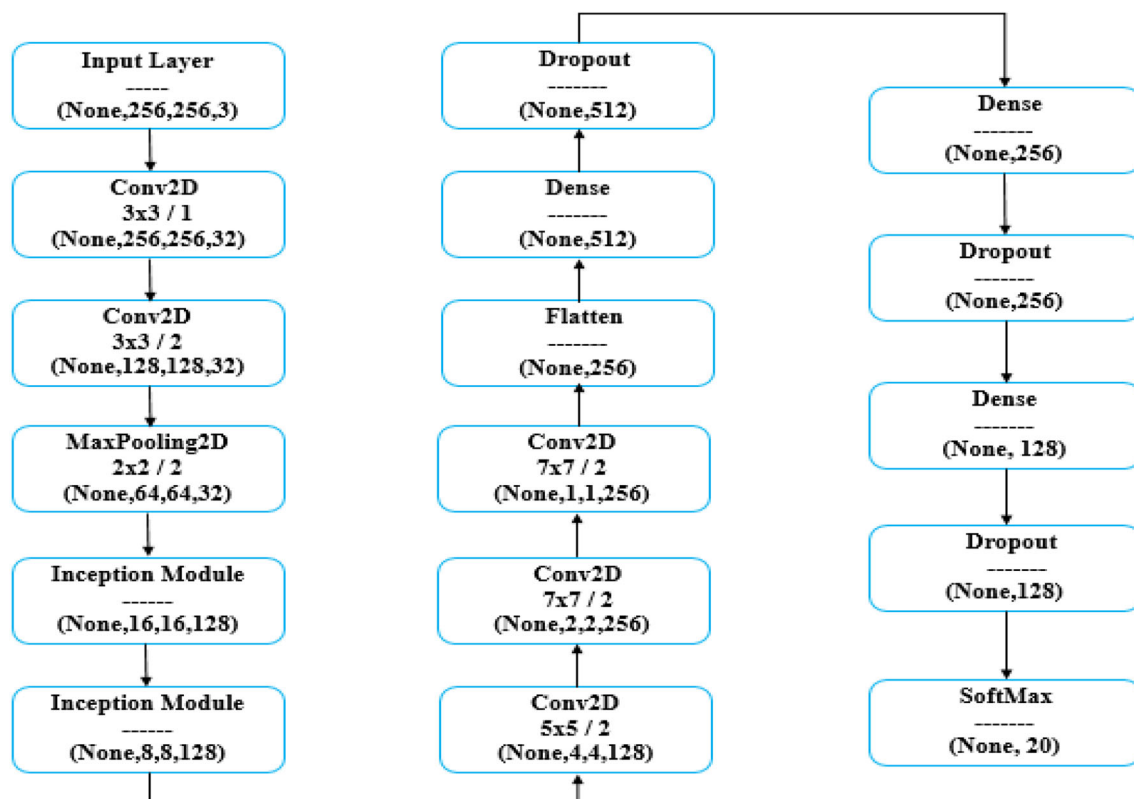 Input Layer
-----
(None,256,256,3)
Conv2D
3x3 / 1
(None,256,256,32)
Conv2D
3x3 / 2
(None,128,128,32)
MaxPooling2D
2x2 / 2
(None,64,64,32)
Inception Module
------
(None,16,16,128)
Inception Module
------
(None,8,8,128)
Conv2D
5x5 / 2
(None,4,4,128)
Conv2D
7x7 / 2
(None,2,2,256)
Conv2D
7x7 / 2
(None,1,1,256)
Flatten
-------
(None,256)
Dense
-------
(None,512)
Dropout
-------
(None,512)
Dense
-------
(None,256)
Dropout
-------
(None,256)
Dense
-------
(None, 128)
Dropout
-------
(None,128)
SoftMax
-------
(None, 20)